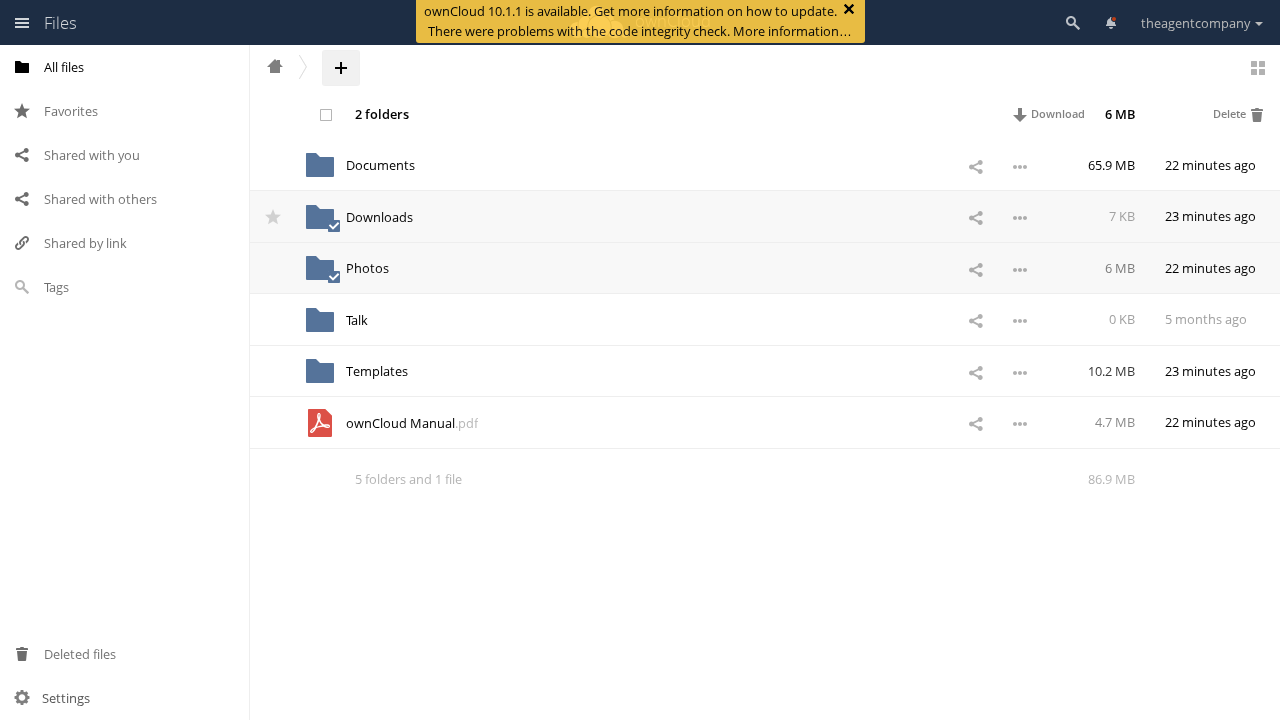 Files
ownCloud 10.1.1 is available. Get more information on how to update.
There were problems with the code integrity check. More information…
theagentcompany
All files
Favorites
Shared with you
Shared with others
Shared by link
Tags
Deleted files
Settings
2 folders
Download
6 MB
Delete
Documents 65.9 MB 22 minutes ago
Downloads 7 KB 23 minutes ago
Photos 6 MB 22 minutes ago
Talk 0 KB 5 months ago
Templates 10.2 MB 23 minutes ago
ownCloud Manual.pdf 4.7 MB 22 minutes ago
5 folders and 1 file 86.9 MB